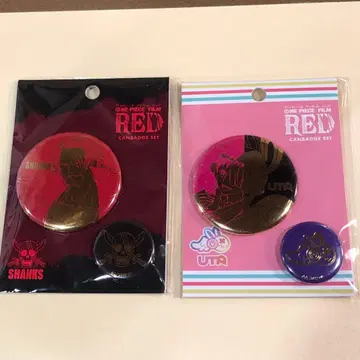 ONE PIECE FILM
RED
CANBADGE SET
SHANKS
SHANKS
ONE PIECE FILM
RED
CANBADGE SET
UTA
UTA